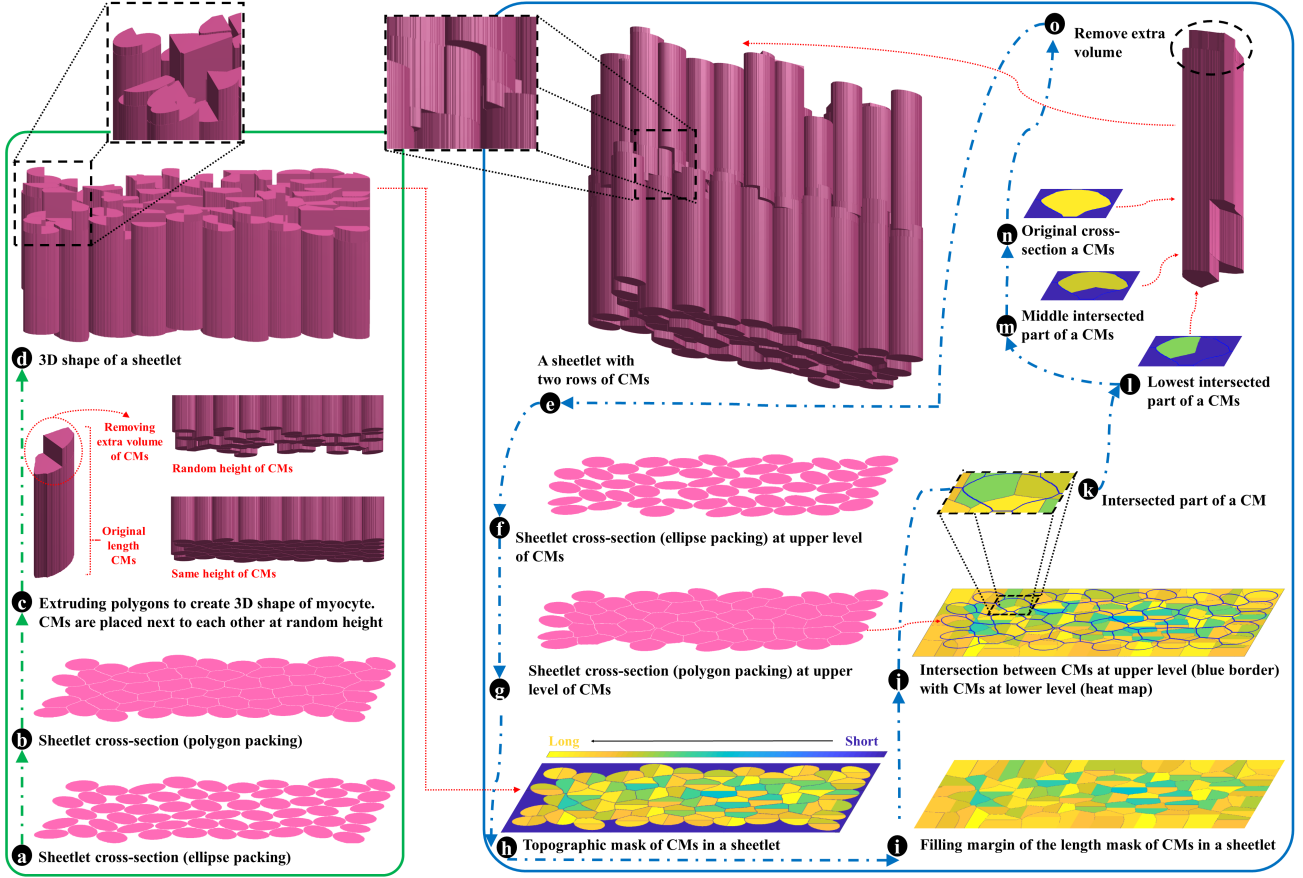 d
3D shape of a sheetlet
Removing
extra volume
of CMs
Random height of CMs
Original
length
CMs
Same height of CMs
c
Extruding polygons to create 3D shape of myocyte.
CMs are placed next to each other at random height
b
Sheetlet cross-section (polygon packing)
a
Sheetlet cross-section (ellipse packing)
A sheetlet with
two rows of CMs
e
f
Sheetlet cross-section (ellipse packing) at upper level
of CMs
Sheetlet cross-section (polygon packing) at upper
level of CMs
g
Long
Short
h
Topographic mask of CMs in a sheetlet
i
Filling margin of the length mask of CMs in a sheetlet
j
Intersection between CMs at upper level (blue border)
with CMs at lower level (heat map)
k
Intersected part of a CM
l
Lowest intersected
part of a CMs
m
Middle intersected
part of a CMs
n
Original cross-
section a CMs
o
Remove extra
volume